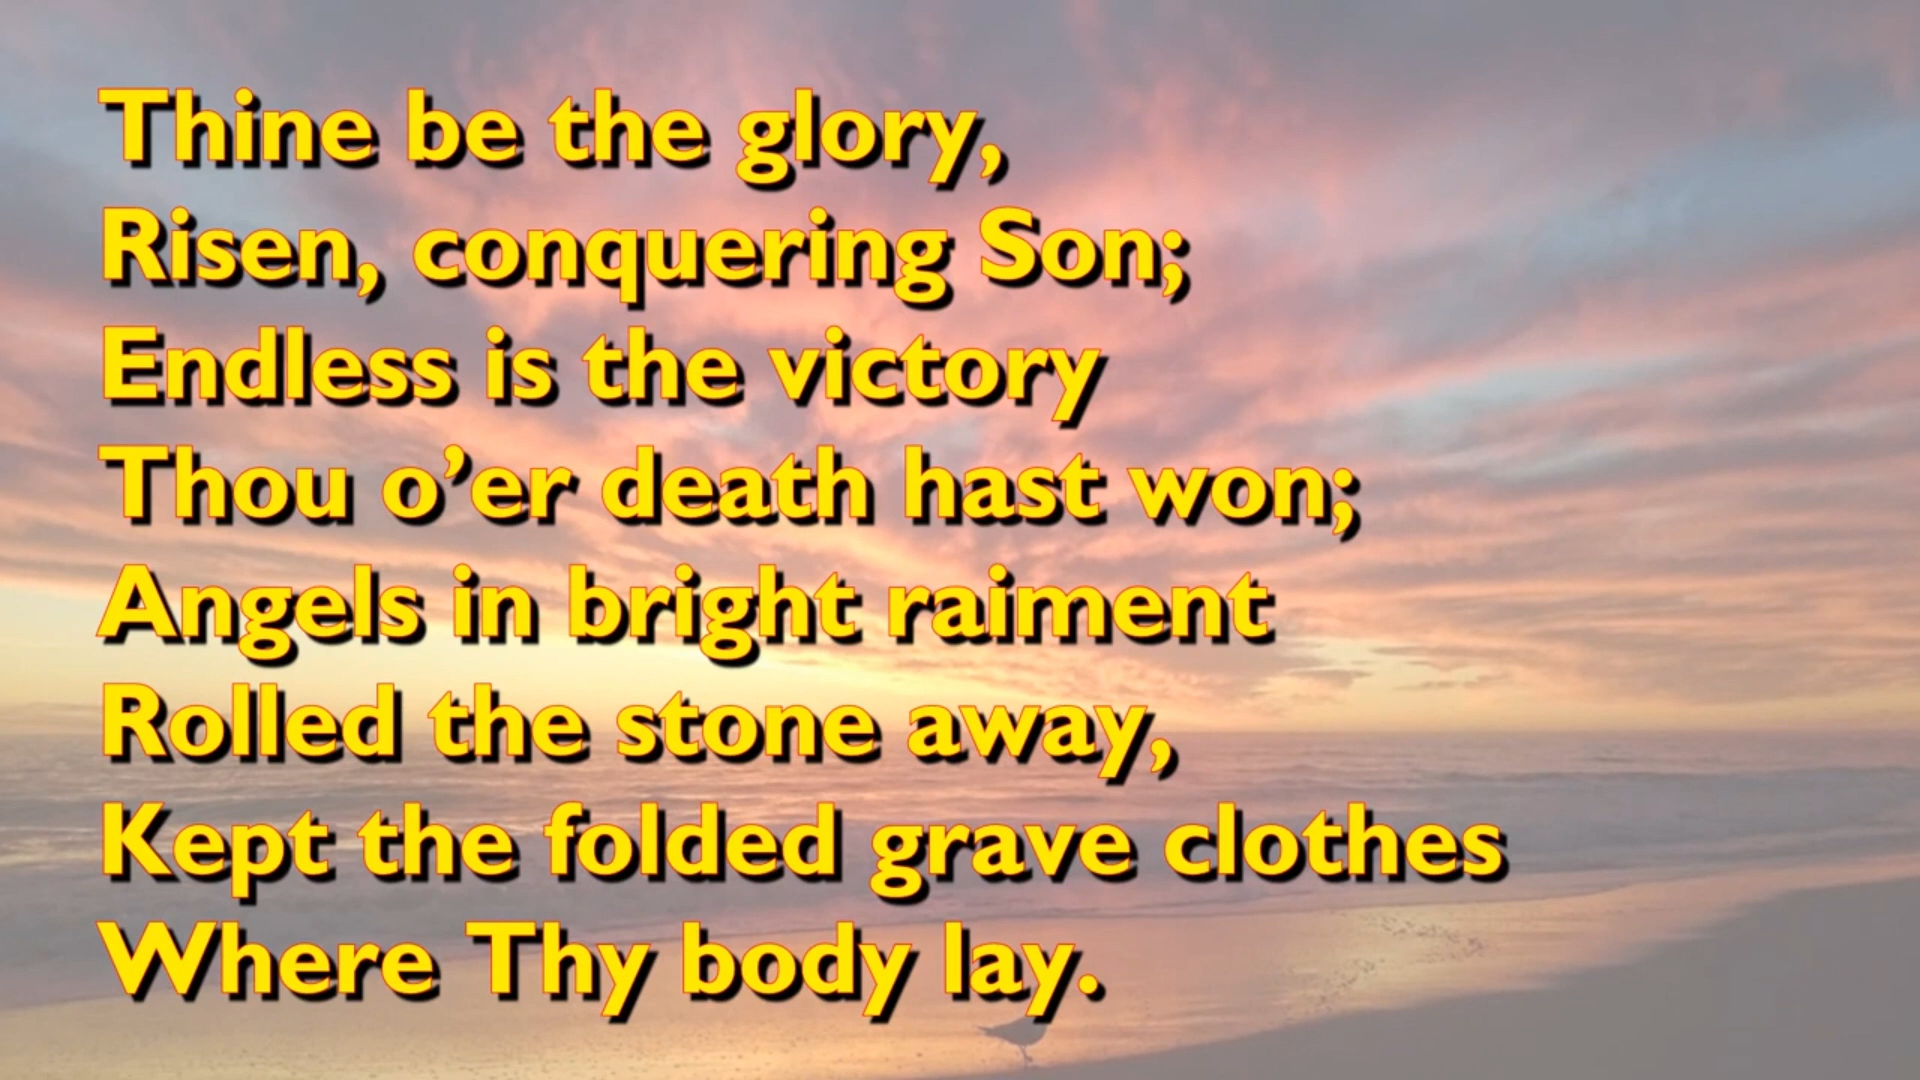 Thine be the glory,
Risen, conquering Son;
Endless is the victory
Thou o’er death hast won;
Angels in bright raiment
Rolled the stone away,
Kept the folded grave clothes
Where Thy body lay.